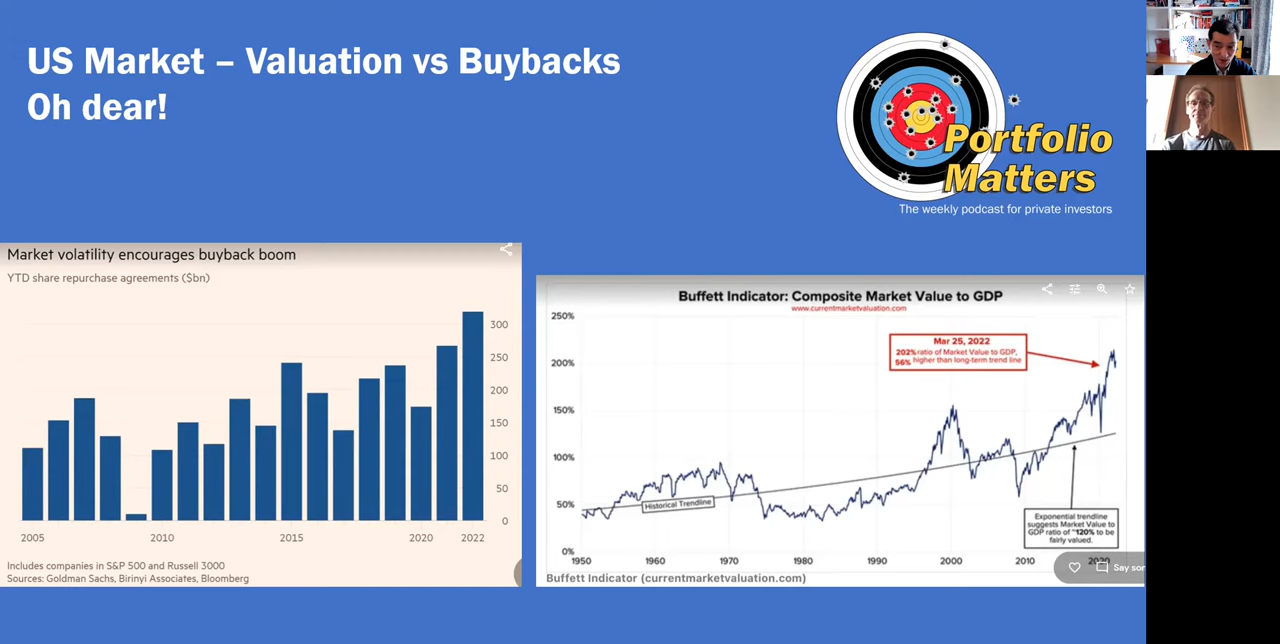 US Market – Valuation vs Buybacks
Oh dear!
Portfolio
Matters
The weekly podcast for private investors
Market volatility encourages buyback boom
YTD share repurchase agreements ($bn)
300
250
200
150
100
50
0
2005
2010
2015
2020
2022
Includes companies in S&P 500 and Russell 3000
Sources: Goldman Sachs, Birinyi Associates, Bloomberg
Buffett Indicator: Composite Market Value to GDP
www.currentmarketvaluation.com
250%
200%
150%
100%
50%
0%
Mar 25, 2022
202% ratio of Market Value to GDP,
56% higher than long-term trend line
Historical Trendline
Exponential trendline
suggests Market Value to
GDP ratio of ~120% to be
fairly valued.
1950
1960
1970
1980
1990
2000
2010
2020
Say so
Buffett Indicator (currentmarketvaluation.com)